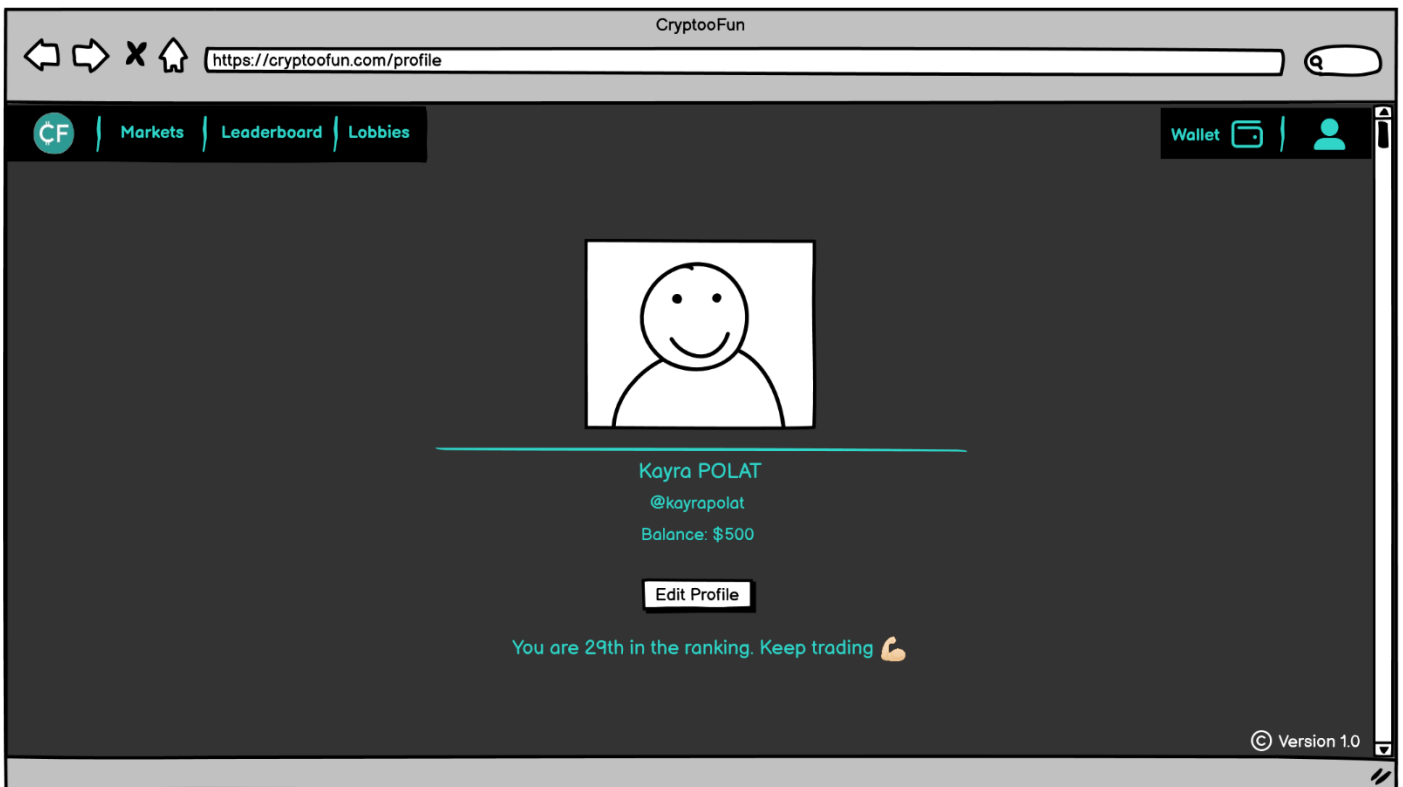 CryptooFun
https://cryptoofun.com/profile
₵F Markets Leaderboard Lobbies Wallet
Kayra POLAT
@kayrapolat
Balance: $500
Edit Profile
You are 29th in the ranking. Keep trading 💪🏻
© Version 1.0